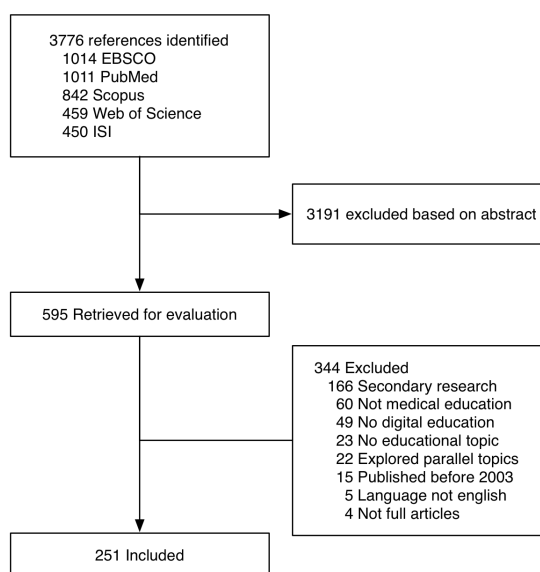 3776 references identified
1014 EBSCO
1011 PubMed
842 Scopus
459 Web of Science
450 ISI
3191 excluded based on abstract
595 Retrieved for evaluation
344 Excluded
166 Secondary research
60 Not medical education
49 No digital education
23 No educational topic
22 Explored parallel topics
15 Published before 2003
5 Language not english
4 Not full articles
251 Included